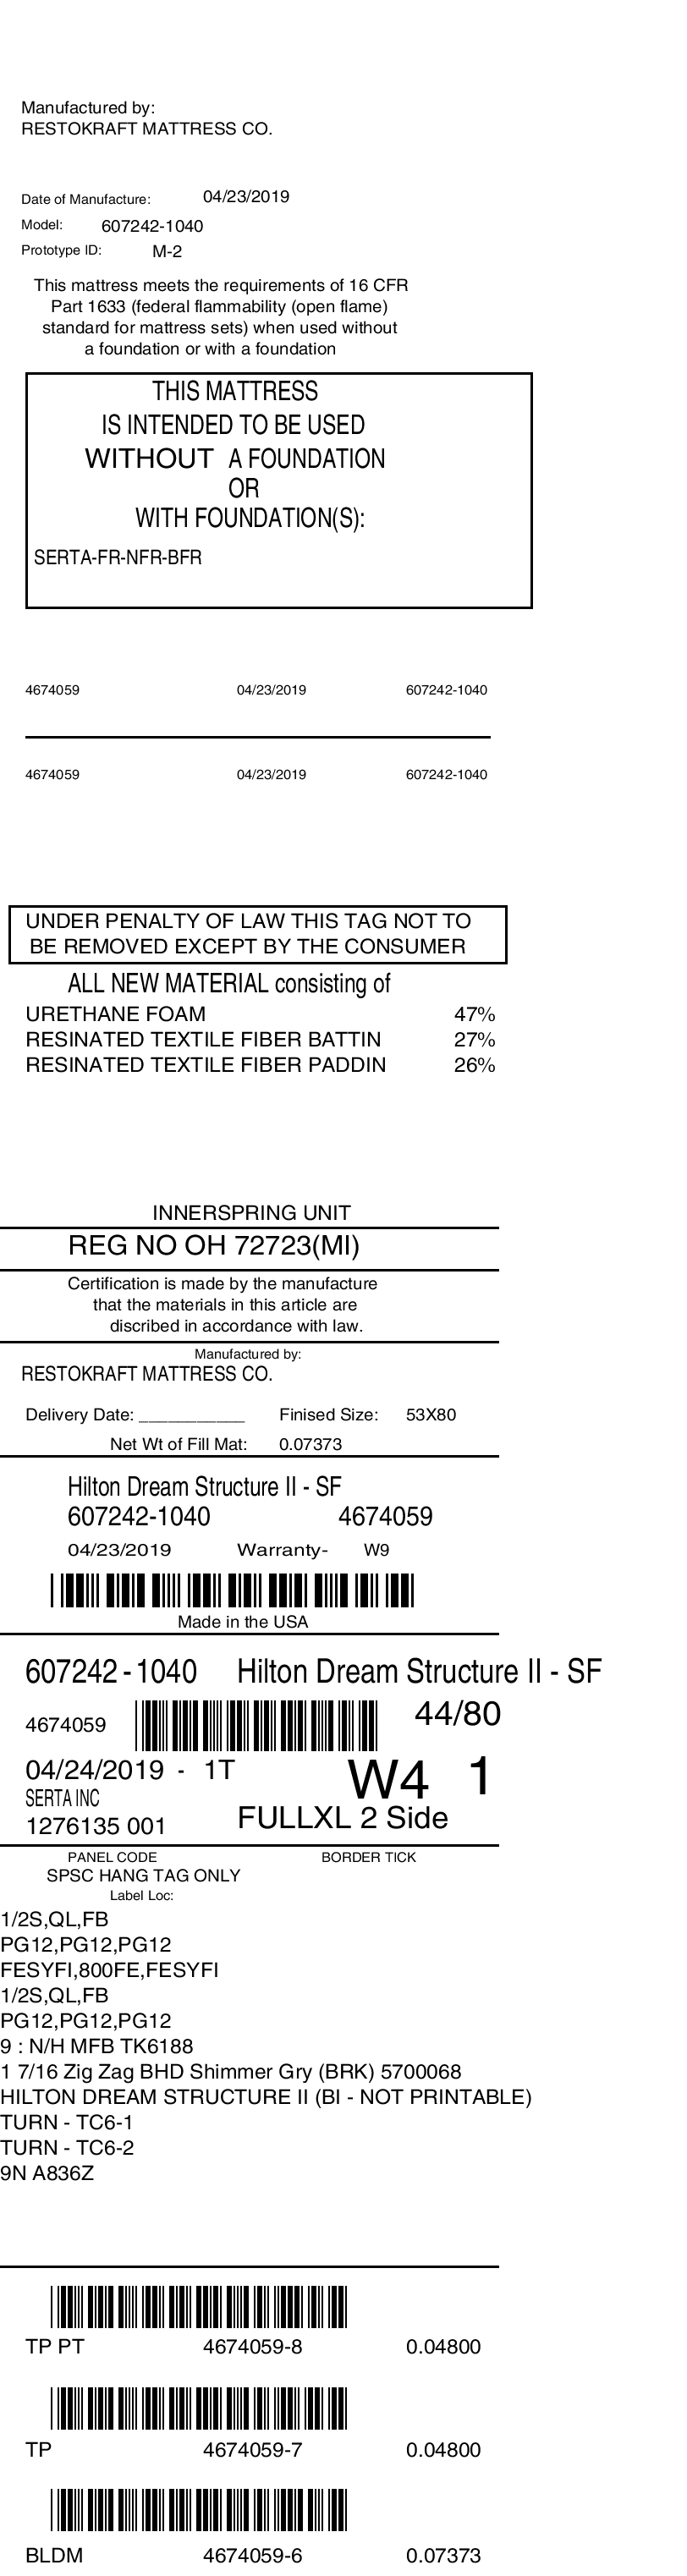 Manufactured by:
RESTOKRAFT MATTRESS CO.
Date of Manufacture: 04/23/2019
Model: 607242-1040
Prototype ID: M-2
This mattress meets the requirements of 16 CFR
Part 1633 (federal flammability (open flame)
standard for mattress sets) when used without
a foundation or with a foundation
THIS MATTRESS
IS INTENDED TO BE USED
WITHOUT A FOUNDATION
OR
WITH FOUNDATION(S):
SERTA-FR-NFR-BFR
4674059 04/23/2019 607242-1040
4674059 04/23/2019 607242-1040
UNDER PENALTY OF LAW THIS TAG NOT TO
BE REMOVED EXCEPT BY THE CONSUMER
ALL NEW MATERIAL consisting of
URETHANE FOAM 47%
RESINATED TEXTILE FIBER BATTIN 27%
RESINATED TEXTILE FIBER PADDIN 26%
INNERSPRING UNIT
REG NO OH 72723(MI)
Certification is made by the manufacture
that the materials in this article are
discribed in accordance with law.
Manufactured by:
RESTOKRAFT MATTRESS CO.
Delivery Date: ___________ Finised Size: 53X80
Net Wt of Fill Mat: 0.07373
Hilton Dream Structure II - SF
607242-1040 4674059
04/23/2019 Warranty- W9
Made in the USA
607242-1040 Hilton Dream Structure II - SF
4674059 44/80
04/24/2019 - 1T W4 1
SERTA INC
1276135 001 FULLXL 2 Side
PANEL CODE BORDER TICK
SPSC HANG TAG ONLY
Label Loc:
1/2S,QL,FB
PG12,PG12,PG12
FESYFI,800FE,FESYFI
1/2S,QL,FB
PG12,PG12,PG12
9 : N/H MFB TK6188
1 7/16 Zig Zag BHD Shimmer Gry (BRK) 5700068
HILTON DREAM STRUCTURE II (BI - NOT PRINTABLE)
TURN - TC6-1
TURN - TC6-2
9N A836Z
TP PT 4674059-8 0.04800
TP 4674059-7 0.04800
BLDM 4674059-6 0.07373